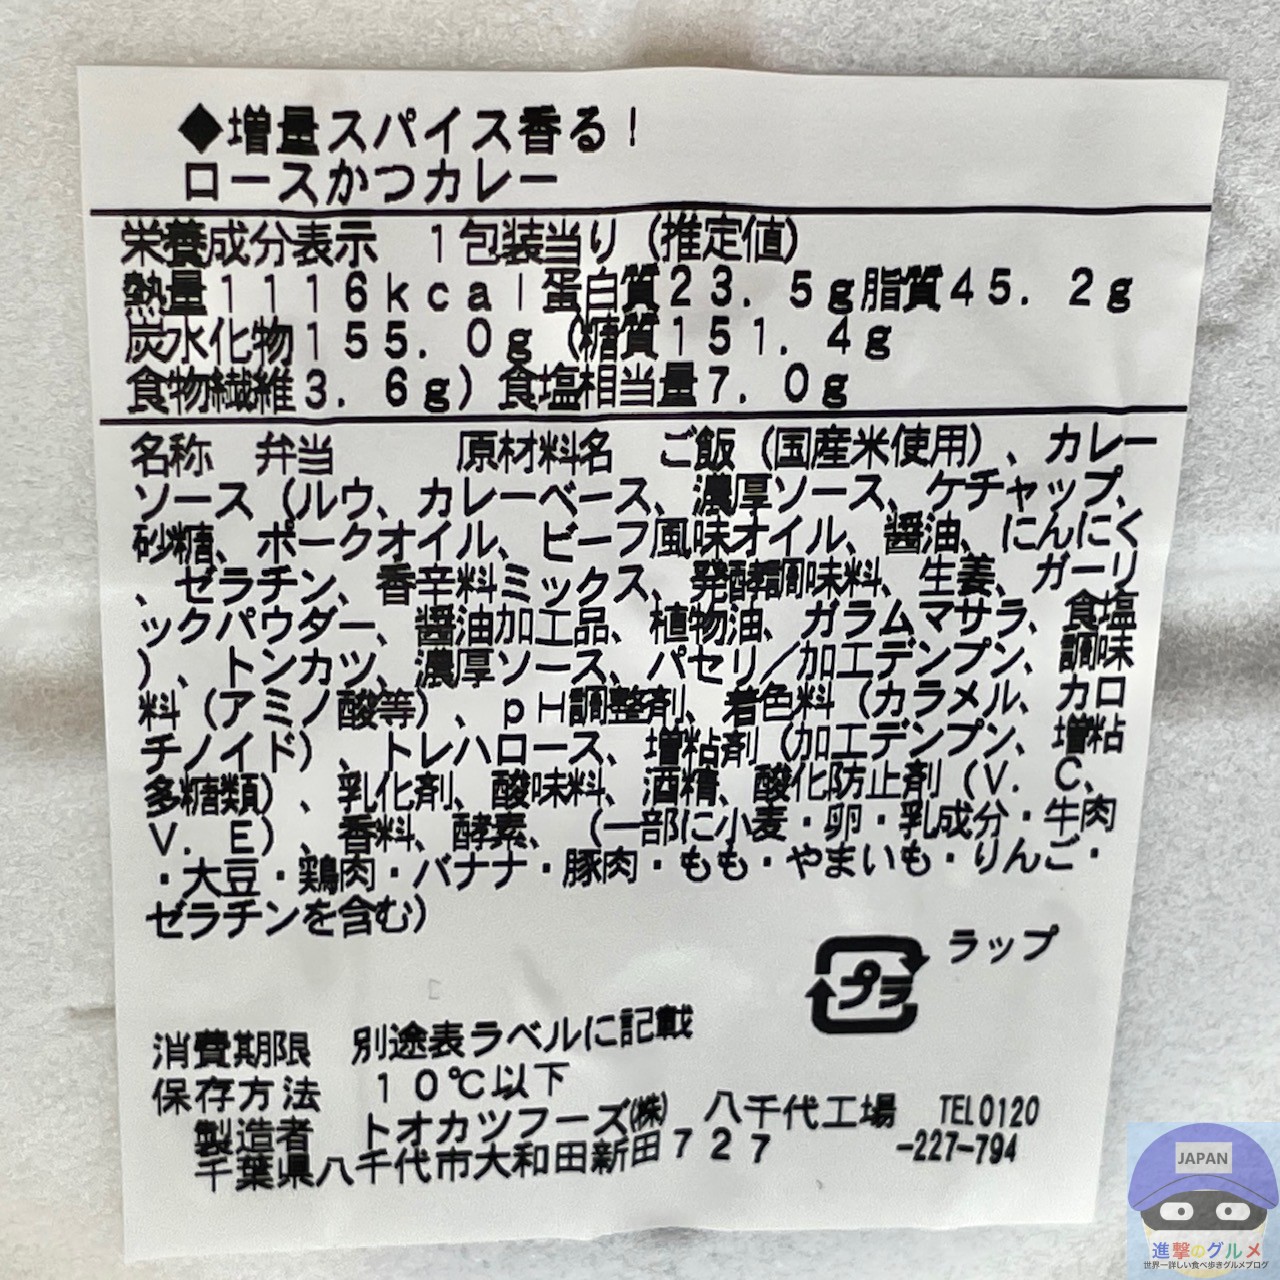 ◆増量スパイス香る！
ロースかつカレー
栄養成分表示　１包装当り（推定値）
熱量１１１６ｋｃａｌ蛋白質２３．５ｇ脂質４５．２ｇ
炭水化物１５５．０ｇ（糖質１５１．４ｇ
食物繊維３．６ｇ）食塩相当量７．０ｇ
名称　弁当　　　原材料名　ご飯（国産米使用）、カレー
ソース（ルウ、カレーベース、濃厚ソース、ケチャップ、
砂糖、ポークオイル、ビーフ風味オイル、醤油、にんにく
、ゼラチン、香辛料ミックス、発酵調味料、生姜、ガーリ
ックパウダー、醤油加工品、植物油、ガラムマサラ、食塩
）、トンカツ、濃厚ソース、パセリ／加工デンプン、調味
料（アミノ酸等）、ｐＨ調整剤、着色料（カラメル、カロ
チノイド）、トレハロース、増粘剤（加工デンプン、増粘
多糖類）、乳化剤、酸味料、酒精、酸化防止剤（Ｖ．Ｃ、
Ｖ．Ｅ）、香料、酵素、（一部に小麦・卵・乳成分・牛肉
・大豆・鶏肉・バナナ・豚肉・もも・やまいも・りんご・
ゼラチンを含む）
プラ ラップ
消費期限　別途表ラベルに記載
保存方法　１０℃以下
製造者　トオカツフーズ㈱　八千代工場　TEL0120
千葉県八千代市大和田新田７２７　-227-794
JAPAN
進撃のグルメ
世界一詳しい食べ歩きグルメブログ